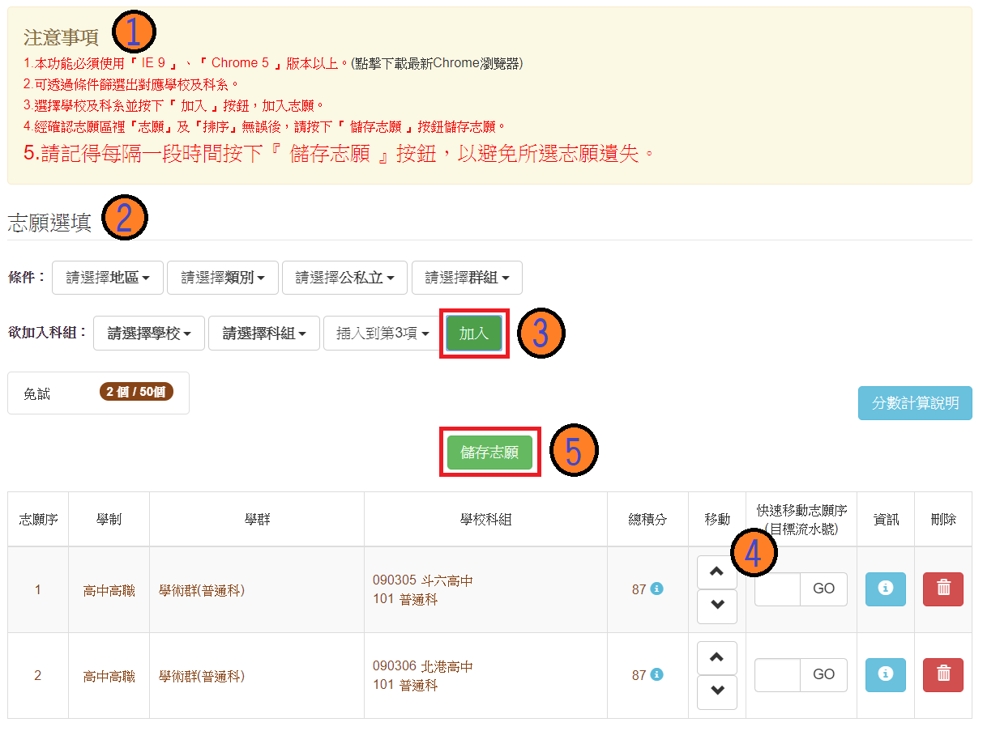 注意事項 1
1.本功能必須使用『 IE 9 』、『 Chrome 5 』版本以上。(點擊下載最新Chrome瀏覽器)
2.可透過條件篩選出對應學校及科系。
3.選擇學校及科系並按下『 加入 』按鈕，加入志願。
4.經確認志願區裡「志願」及「排序」無誤後，請按下『 儲存志願 』按鈕儲存志願。
5.請記得每隔一段時間按下『 儲存志願 』按鈕，以避免所選志願遺失。
志願選填 2
條件： 請選擇地區 請選擇類別 請選擇公私立 請選擇群組
欲加入科組： 請選擇學校 請選擇科組 插入到第3項 加入 3
免試 2 個 / 50個
分數計算說明
儲存志願 5
志願序 學制 學群 學校科組 總積分 移動 快速移動志願序
(目標流水號) 資訊 刪除
4
1 高中高職 學術群(普通科) 090305 斗六高中
101 普通科 87 GO
2 高中高職 學術群(普通科) 090306 北港高中
101 普通科 87 GO